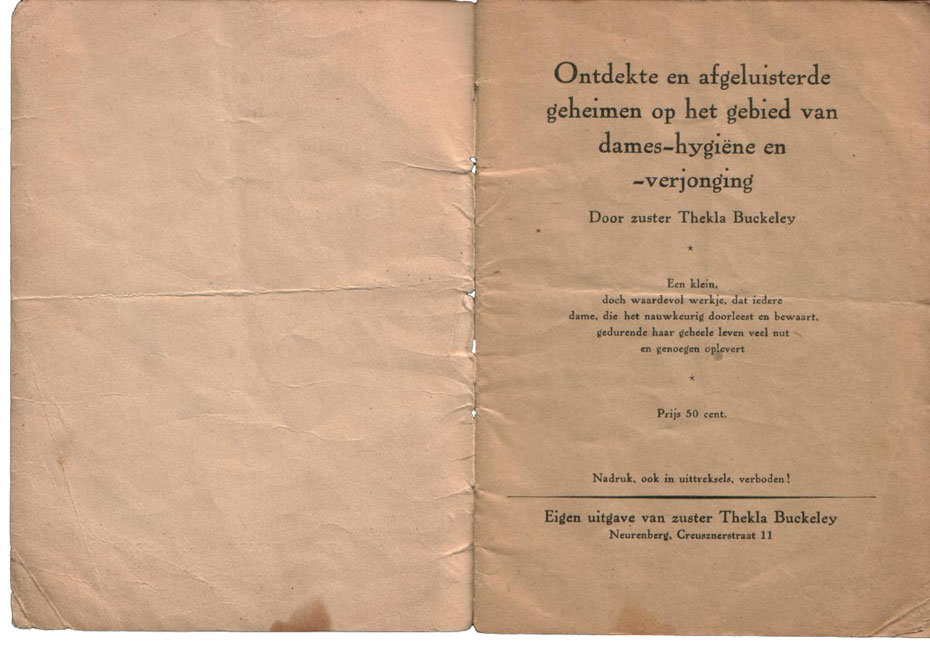 Ontdekte en afgeluisterde
geheimen op het gebied van
dames-hygiëne en
-verjonging
Door zuster Thekla Buckeley
*
Een klein,
doch waardevol werkje, dat iedere
dame, die het nauwkeurig doorleest en bewaart,
gedurende haar geheele leven veel nut
en genoegen oplevert
*
Prijs 50 cent.
Nadruk, ook in uittreksels, verboden!
Eigen uitgave van zuster Thekla Buckeley
Neurenberg, Creusznerstraat 11